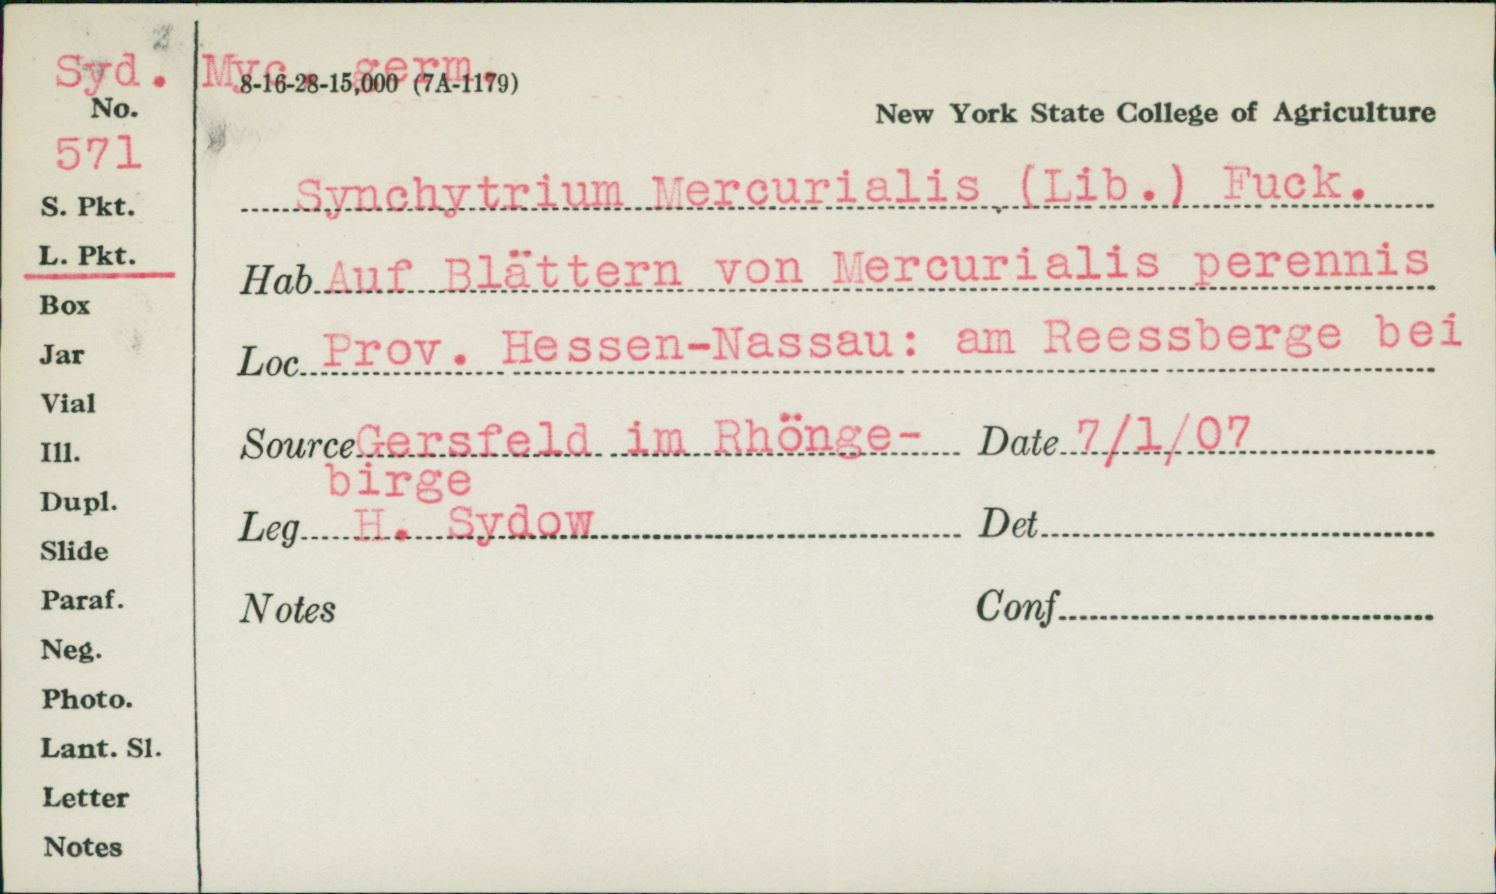 Syd. Myc. germ.
8-16-28-15,000 (7A-1179)
No.
New York State College of Agriculture
571
Synchytrium Mercurialis (Lib.) Fuck.
S. Pkt.
L. Pkt.
Hab Auf Blättern von Mercurialis perennis
Box
Jar
Loc Prov. Hessen-Nassau: am Reessberge bei
Vial
Ill.
Source Gersfeld im Rhönge- Date 7/1/07
birge
Dupl.
Leg H. Sydow Det
Slide
Paraf.
Notes Conf
Neg.
Photo.
Lant. Sl.
Letter
Notes